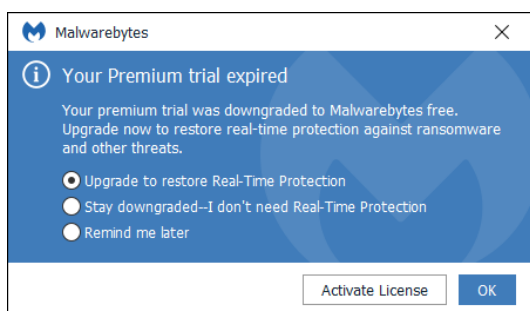 Malwarebytes
Your Premium trial expired
Your premium trial was downgraded to Malwarebytes free.
Upgrade now to restore real-time protection against ransomware
and other threats.
Upgrade to restore Real-Time Protection
Stay downgraded--I don't need Real-Time Protection
Remind me later
Activate License
OK